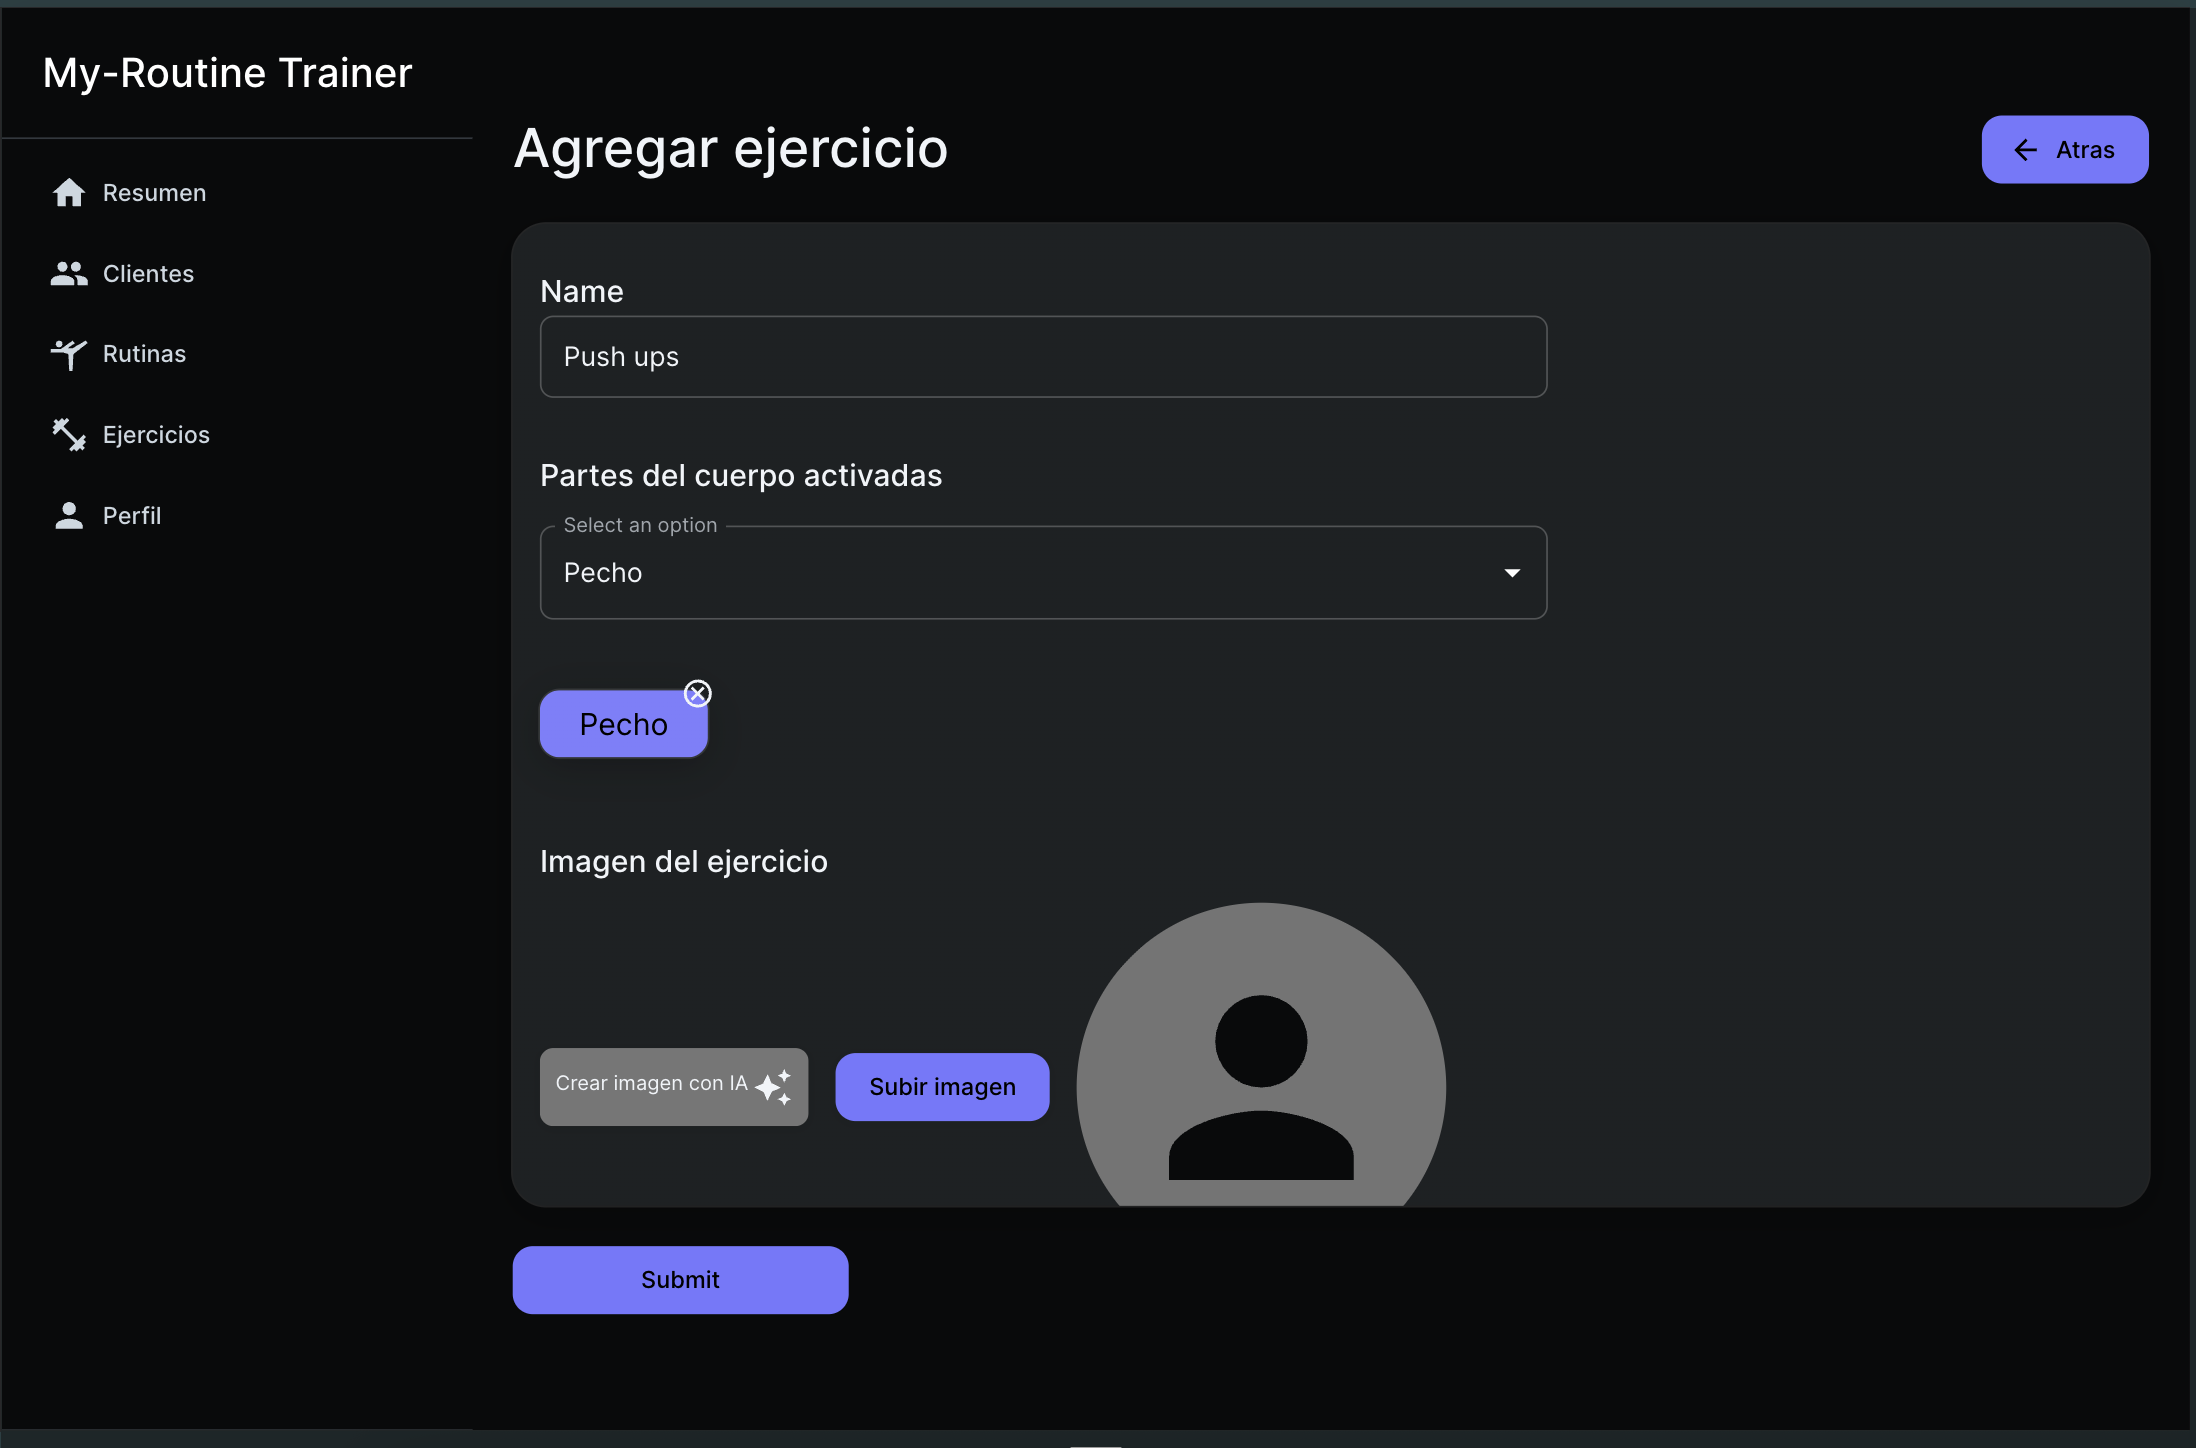 My-Routine Trainer
Resumen
Clientes
Rutinas
Ejercicios
Perfil
Agregar ejercicio
Atras
Name
Push ups
Partes del cuerpo activadas
Select an option
Pecho
Pecho
Imagen del ejercicio
Crear imagen con IA
Subir imagen
Submit